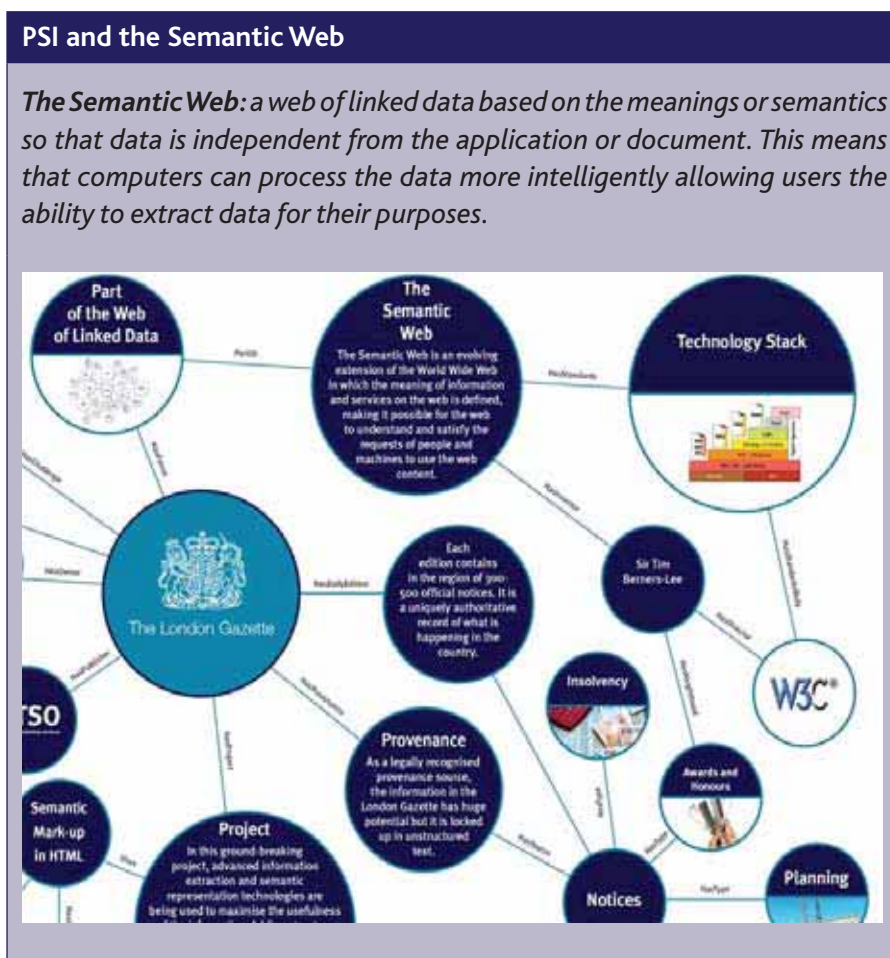 PSI and the Semantic Web
The Semantic Web: a web of linked data based on the meanings or semantics
so that data is independent from the application or document. This means
that computers can process the data more intelligently allowing users the
ability to extract data for their purposes.
Part
of the Web
of Linked Data
The
Semantic
Web
The Semantic Web is an evolving
extension of the World Wide Web
in which the meaning of information
and services on the web is defined,
making it possible for the web
to understand and satisfy the
requests of people and
machines to use the web
content.
Technology Stack
The London Gazette
Each
edition contains
in the region of 300-
500 official notices. It is
a uniquely authoritative
record of what is
happening in the
country.
Sir Tim
Berners-Lee
W3C®
Insolvency
TSO
Provenance
As a legally recognised
provenance source,
the information in the
London Gazette has huge
potential but it is locked
up in unstructured
text.
Awards and
Honours
Semantic
Mark-up
in HTML
Project
In this ground-breaking
project, advanced information
extraction and semantic
representation technologies are
being used to maximise the usefulness
Notices
Planning